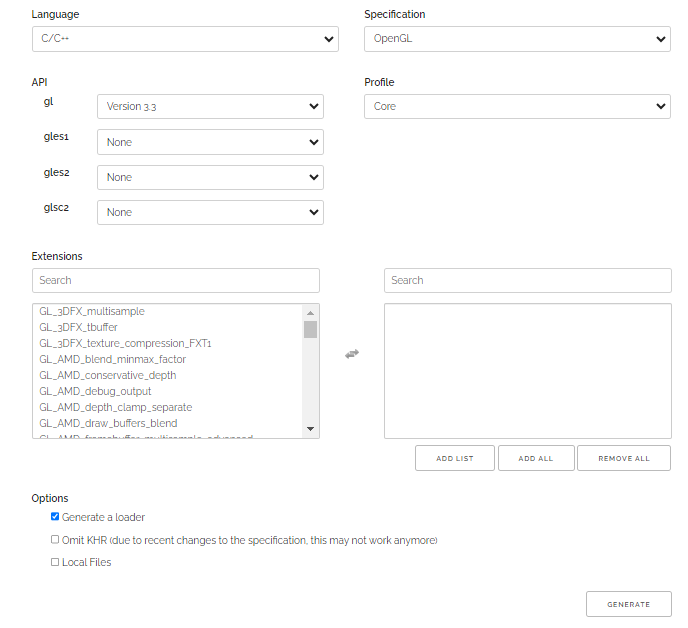 Language
Specification
C/C++
OpenGL
API
Profile
gl
Version 3.3
Core
gles1
None
gles2
None
glsc2
None
Extensions
Search
Search
GL_3DFX_multisample
GL_3DFX_tbuffer
GL_3DFX_texture_compression_FXT1
GL_AMD_blend_minmax_factor
GL_AMD_conservative_depth
GL_AMD_debug_output
GL_AMD_depth_clamp_separate
GL_AMD_draw_buffers_blend
GL_AMD_framebuffer_multisample_advanced
ADD LIST
ADD ALL
REMOVE ALL
Options
Generate a loader
Omit KHR (due to recent changes to the specification, this may not work anymore)
Local Files
GENERATE